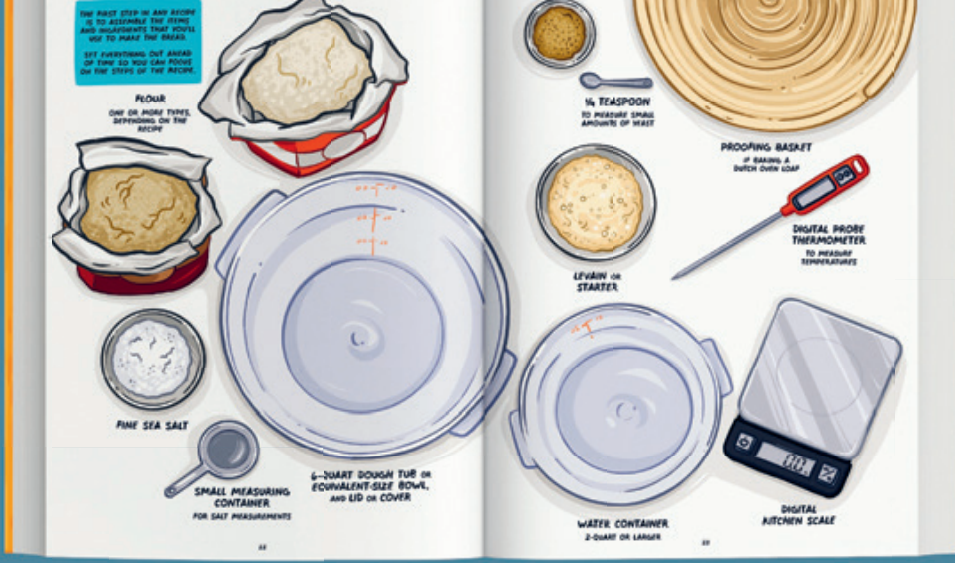 THE FIRST STEP IN ANY RECIPE
IS TO ASSEMBLE THE ITEMS
AND INGREDIENTS THAT YOU'LL
USE TO MAKE THE BREAD.
SET EVERYTHING OUT AHEAD
OF TIME SO YOU CAN FOCUS
ON THE STEPS OF THE RECIPE.
FLOUR
ONE OR MORE TYPES,
DEPENDING ON THE
RECIPE
FINE SEA SALT
SMALL MEASURING
CONTAINER
FOR SALT MEASUREMENTS
6-QUART DOUGH TUB OR
EQUIVALENT-SIZE BOWL,
AND LID OR COVER
¼ TEASPOON
TO MEASURE SMALL
AMOUNTS OF YEAST
PROOFING BASKET
IF BAKING A
DUTCH OVEN LOAF
DIGITAL PROBE
THERMOMETER
TO MEASURE
TEMPERATURES
LEVAIN OR
STARTER
WATER CONTAINER
2-QUART OR LARGER
0.0
DIGITAL
KITCHEN SCALE